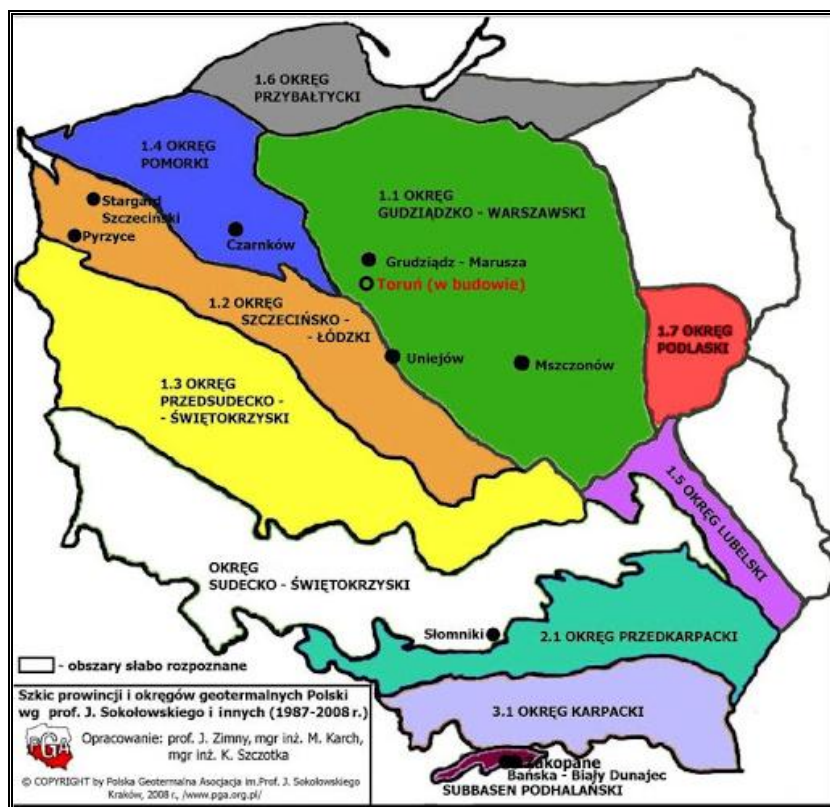 1.6 OKRĘG
PRZYBAŁTYCKI
1.4 OKRĘG
POMORKI
1.1 OKRĘG
GUDZIĄDZKO - WARSZAWSKI
Stargard
Szczeciński
Pyrzyce
Czarnków
Grudziądz - Marusza
Toruń (w budowie)
1.2 OKRĘG
SZCZECIŃSKO -
- ŁÓDZKI
1.7 OKRĘG
PODLASKI
Uniejów
Mszczonów
1.3 OKRĘG
PRZEDSUDECKO -
- ŚWIĘTOKRZYSKI
1.5 OKRĘG LUBELSKI
OKRĘG
SUDECKO - ŚWIĘTOKRZYSKI
Słomniki
2.1 OKRĘG PRZEDKARPACKI
- obszary słabo rozpoznane
3.1 OKRĘG KARPACKI
Zakopane
Bańska - Biały Dunajec
SUBBASEN PODHALAŃSKI
Szkic prowincji i okręgów geotermalnych Polski
wg prof. J. Sokołowskiego i innych (1987-2008 r.)
PGA
Opracowanie: prof. J. Zimny, mgr inż. M. Karch,
mgr inż. K. Szczotka
© COPYRIGHT by Polska Geotermalna Asocjacja im.Prof. J. Sokołowskiego
Kraków, 2008 r., /www.pga.org.pl/